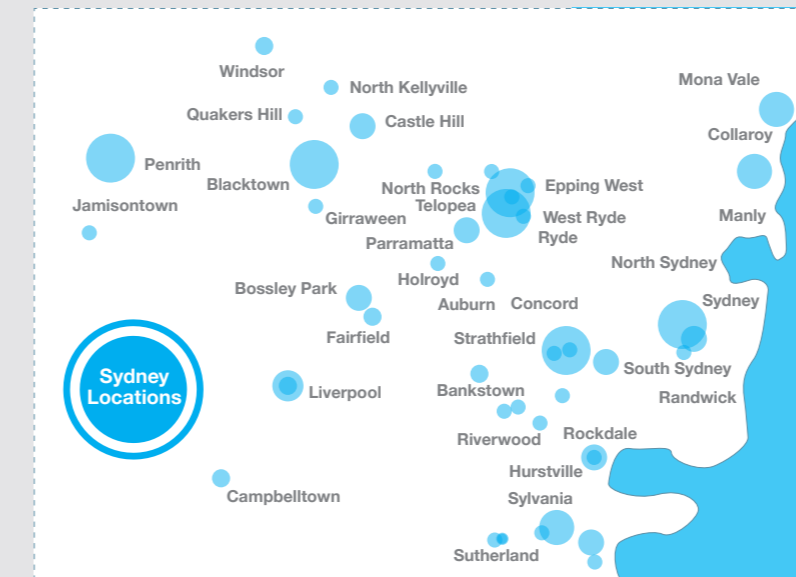 Windsor
Mona Vale
North Kellyville
Quakers Hill
Castle Hill
Collaroy
Penrith
Blacktown
North Rocks
Epping West
Jamisontown
Telopea
Girraween
West Ryde
Manly
Parramatta
Ryde
North Sydney
Holroyd
Bossley Park
Auburn
Concord
Sydney
Fairfield
Strathfield
South Sydney
Sydney
Locations
Liverpool
Bankstown
Randwick
Riverwood
Rockdale
Hurstville
Campbelltown
Sylvania
Sutherland